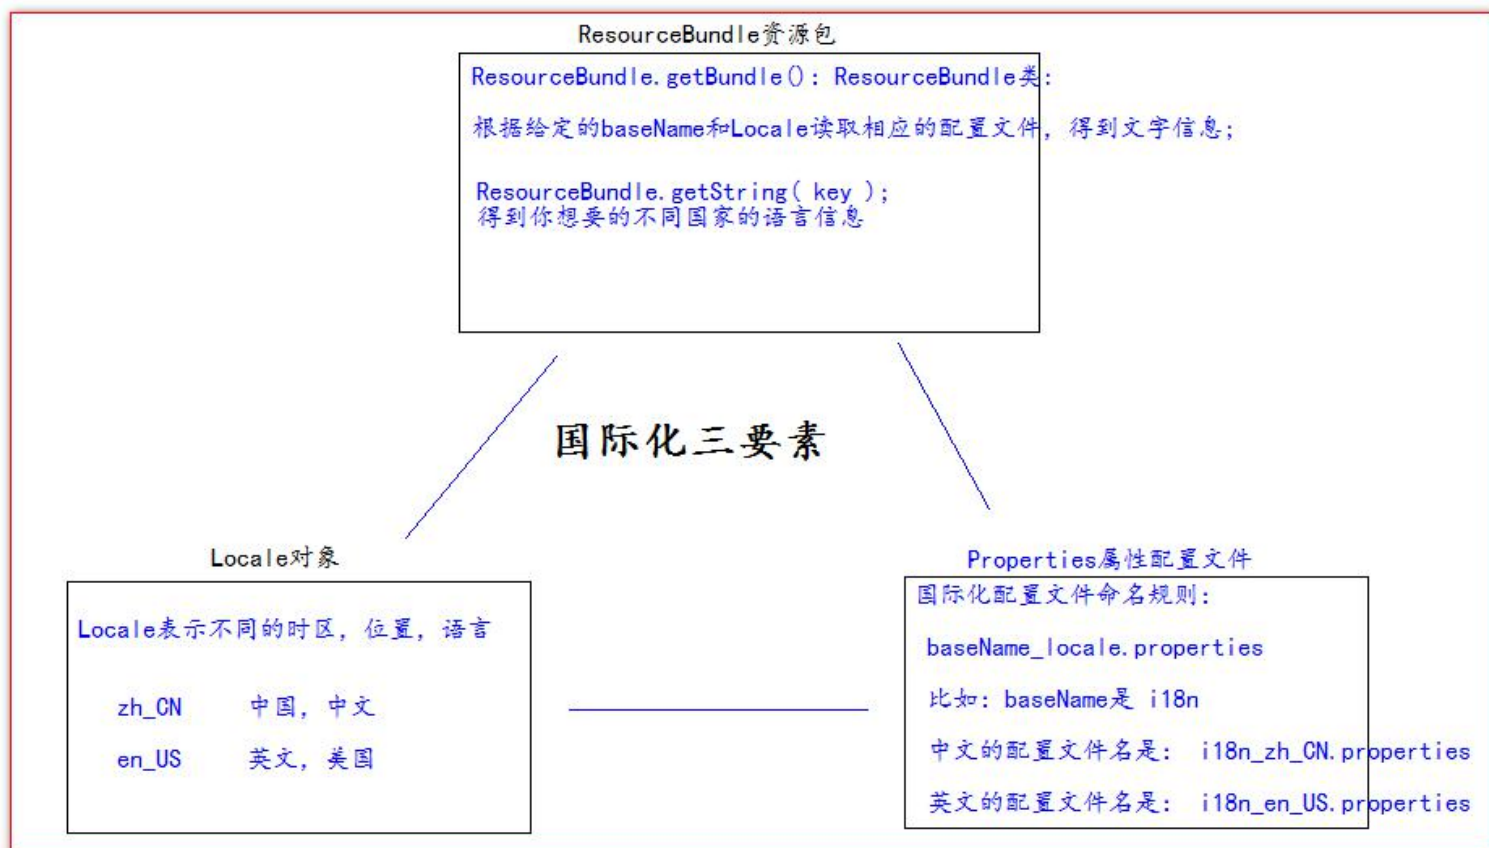 ResourceBundle资源包
ResourceBundle.getBundle(): ResourceBundle类:
根据给定的baseName和Locale读取相应的配置文件, 得到文字信息;
ResourceBundle.getString( key );
得到你想要的不同国家的语言信息
国际化三要素
Locale对象
Locale表示不同的时区, 位置, 语言
zh_CN 中国, 中文
en_US 英文, 美国
Properties属性配置文件
国际化配置文件命名规则:
baseName_locale.properties
比如: baseName是 i18n
中文的配置文件名是: i18n_zh_CN.properties
英文的配置文件名是: i18n_en_US.properties